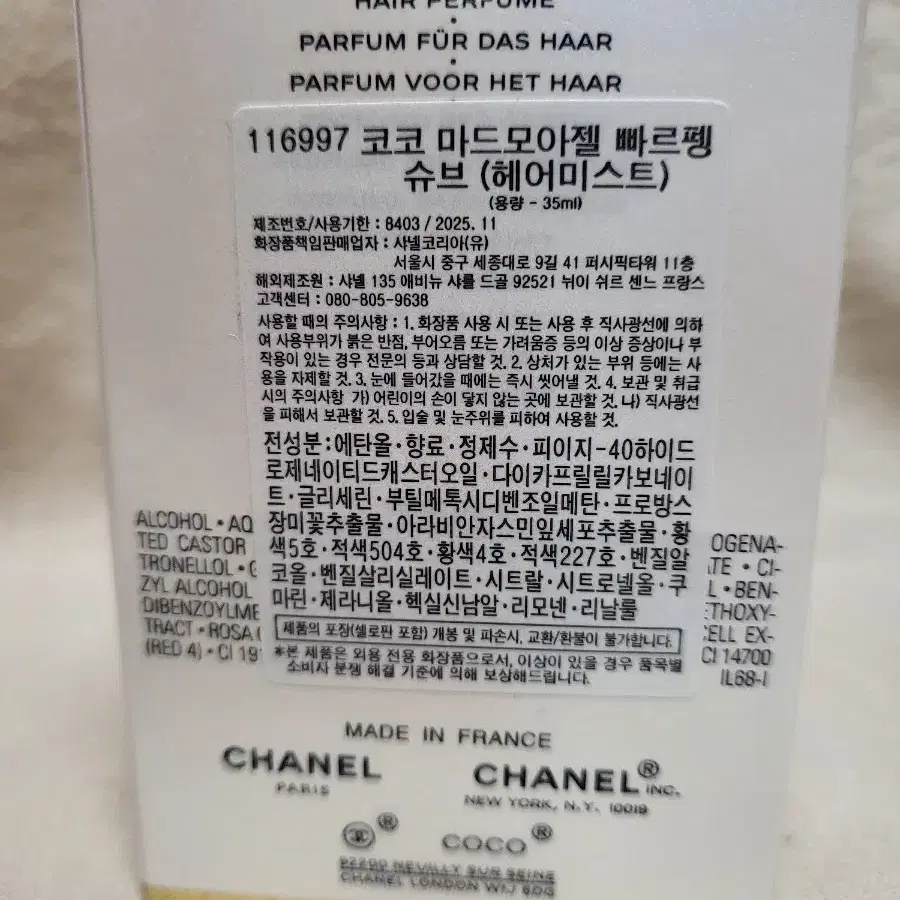 HAIR PERFUME
•
PARFUM FÜR DAS HAAR
•
PARFUM VOOR HET HAAR
116997 코코 마드모아젤 빠르펭
슈브 (헤어미스트)
(용량 - 35ml)
제조번호/사용기한 : 8403 / 2025. 11
화장품책임판매업자 : 샤넬코리아(유)
서울시 중구 세종대로 9길 41 퍼시픽타워 11층
해외제조원 : 샤넬 135 애비뉴 샤를 드골 92521 뉘이 쉬르 센느 프랑스
고객센터 : 080-805-9638
사용할 때의 주의사항 : 1. 화장품 사용 시 또는 사용 후 직사광선에 의하
여 사용부위가 붉은 반점, 부어오름 또는 가려움증 등의 이상 증상이나 부
작용이 있는 경우 전문의 등과 상담할 것. 2. 상처가 있는 부위 등에는 사
용을 자제할 것. 3. 눈에 들어갔을 때에는 즉시 씻어낼 것. 4. 보관 및 취급
시의 주의사항 가) 어린이의 손이 닿지 않는 곳에 보관할 것. 나) 직사광선
을 피해서 보관할 것. 5. 입술 및 눈주위를 피하여 사용할 것.
전성분:에탄올·향료·정제수·피이지-40하이드
로제네이티드캐스터오일·다이카프릴릴카보네이
트·글리세린·부틸메톡시디벤조일메탄·프로방스
장미꽃추출물·아라비안자스민잎세포추출물·황
색5호·적색504호·황색4호·적색227호·벤질알
코올·벤질살리실레이트·시트랄·시트로넬올·쿠
마린·제라니올·헥실신남알·리모넨·리날룰
제품의 포장(셀로판 포함) 개봉 및 파손시, 교환/환불이 불가합니다.
*본 제품은 외용 전용 화장품으로서, 이상이 있을 경우 품목별
소비자 분쟁 해결 기준에 의해 보상해드립니다.
ALCOHOL • AQ OGENA-
TED CASTOR TE • CI-
TRONELLOL • G L • BEN-
ZYL ALCOHOL ETHOXY-
DIBENZOYLME CELL EX-
TRACT • ROSA CI 14700
(RED 4) • CI 19 IL68-I
MADE IN FRANCE
CHANEL CHANEL® INC.
PARIS NEW YORK, N.Y. 10019
® COCO®
92200 NEUILLY SUR SEINE
CHANEL LONDON W1J 6DG